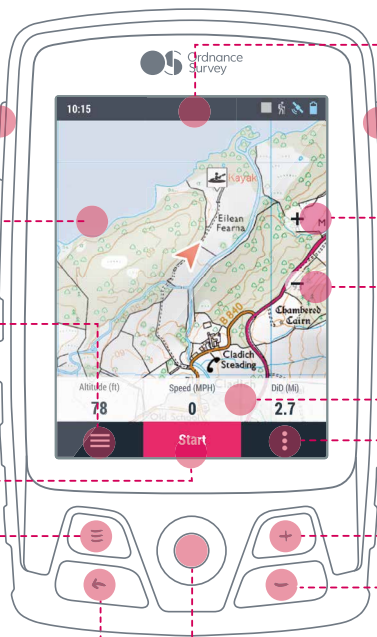 Ordnance
Survey
10:15
Kayak
Eilean
Fearna
+
M
−
Chambered
Cairn
B 840
Cladich
Steading
Altitude (ft) Speed (MPH) DiD (Mi)
78 0 2.7
Start